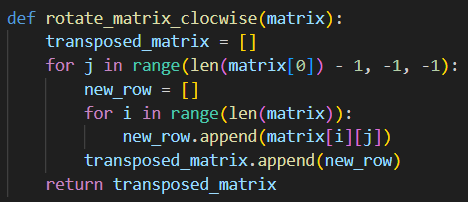 def rotate_matrix_clocwise(matrix):
    transposed_matrix = []
    for j in range(len(matrix[0]) - 1, -1, -1):
        new_row = []
        for i in range(len(matrix)):
            new_row.append(matrix[i][j])
        transposed_matrix.append(new_row)
    return transposed_matrix